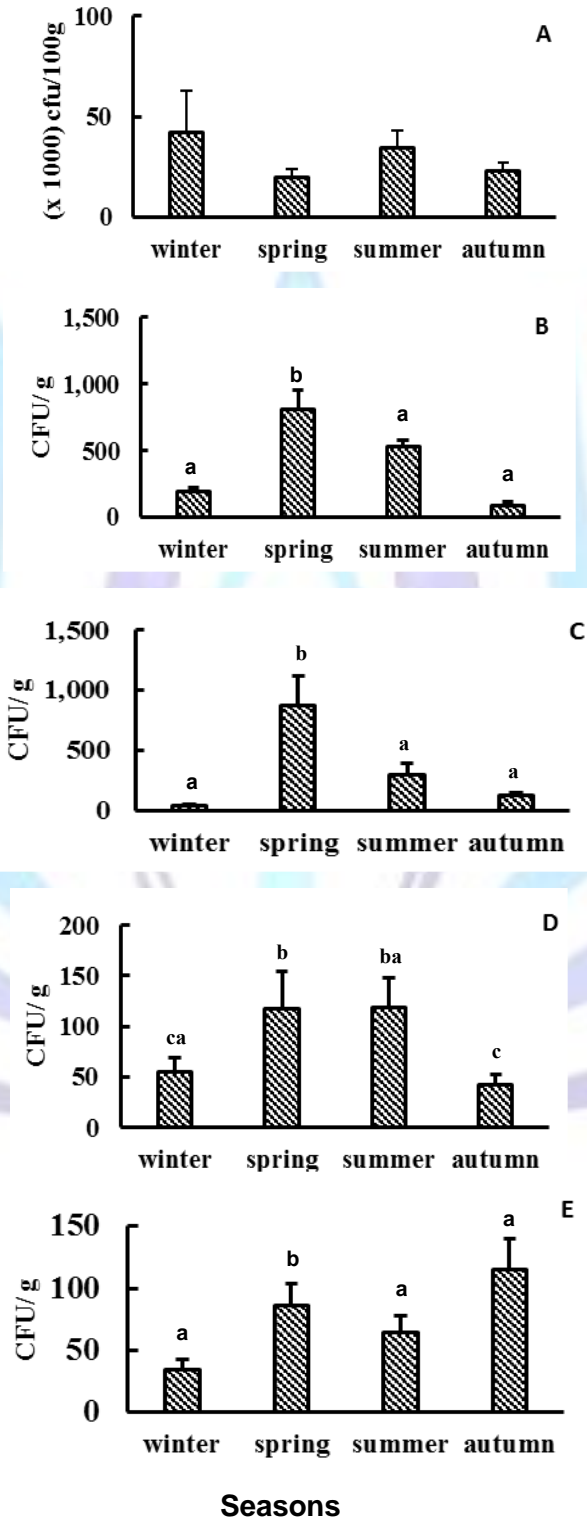 A
(x 1000) cfu/100g
100
50
0
winter spring summer autumn
B
CFU/g
1,500
1,000
500
0
a b a a
winter spring summer autumn
C
CFU/g
1,500
1,000
500
0
a b a a
winter spring summer autumn
D
CFU/g
200
150
100
50
0
ca b ba c
winter spring summer autumn
E
CFU/g
150
100
50
0
a b a a
winter spring summer autumn
Seasons